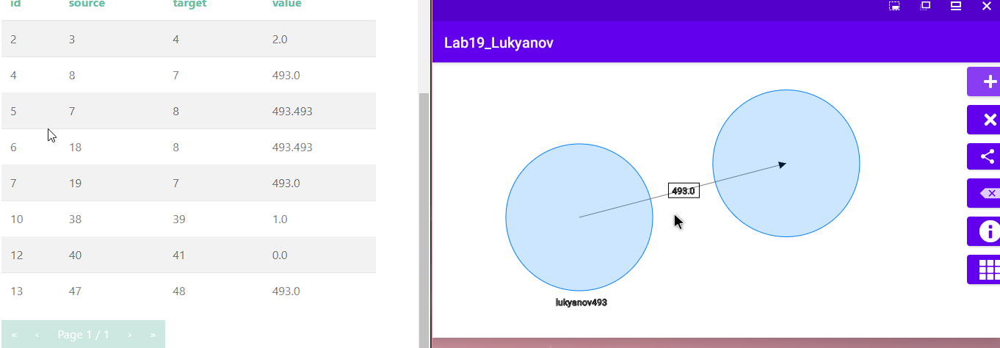 id source target value
2 3 4 2.0
4 8 7 493.0
5 7 8 493.493
6 18 8 493.493
7 19 7 493.0
10 38 39 1.0
12 40 41 0.0
13 47 48 493.0
« ‹ Page 1 / 1 › »
Lab19_Lukyanov
493.0
lukyanov493